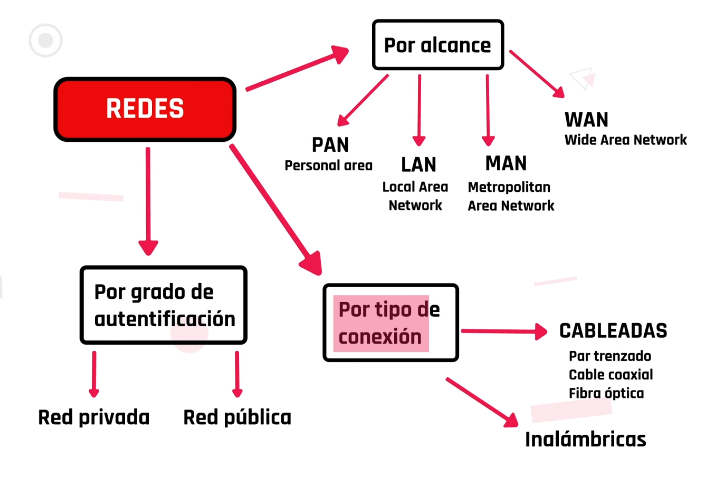 Por alcance
REDES
WAN
Wide Area Network
PAN
Personal area
LAN
Local Area
Network
MAN
Metropolitan
Area Network
Por grado de
autentificación
Por tipo de
conexión
CABLEADAS
Par trenzado
Cable coaxial
Fibra óptica
Red privada
Red pública
Inalámbricas